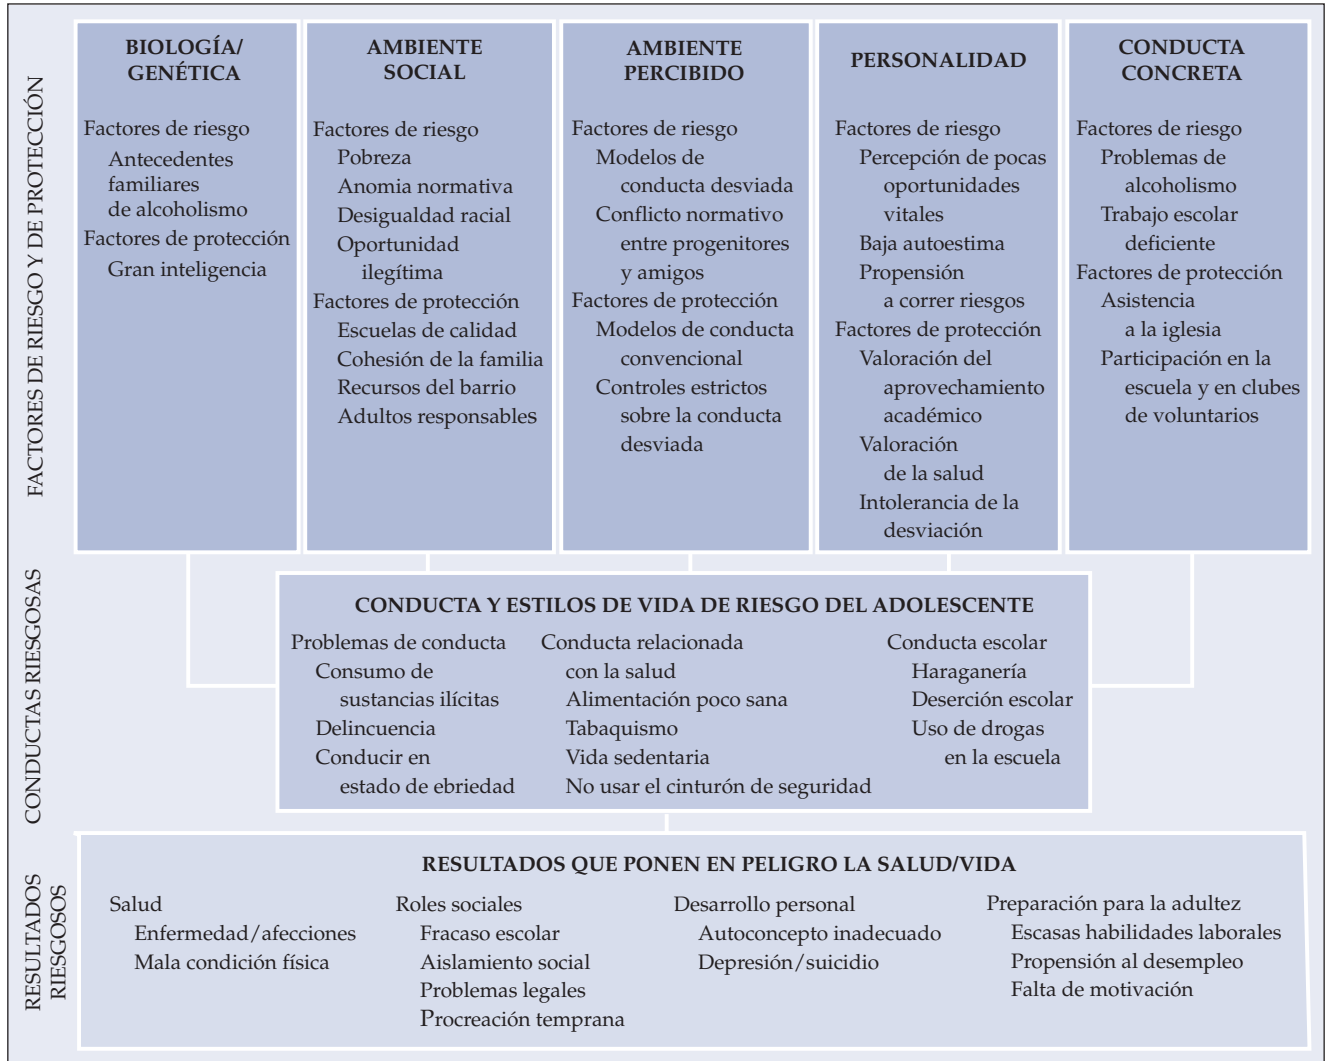 FACTORES DE RIESGO Y DE PROTECCIÓN
BIOLOGÍA/
GENÉTICA
Factores de riesgo
Antecedentes
familiares
de alcoholismo
Factores de protección
Gran inteligencia
AMBIENTE
SOCIAL
Factores de riesgo
Pobreza
Anomia normativa
Desigualdad racial
Oportunidad
ilegítima
Factores de protección
Escuelas de calidad
Cohesión de la familia
Recursos del barrio
Adultos responsables
AMBIENTE
PERCIBIDO
Factores de riesgo
Modelos de
conducta desviada
Conflicto normativo
entre progenitores
y amigos
Factores de protección
Modelos de conducta
convencional
Controles estrictos
sobre la conducta
desviada
PERSONALIDAD
Factores de riesgo
Percepción de pocas
oportunidades
vitales
Baja autoestima
Propensión
a correr riesgos
Factores de protección
Valoración del
aprovechamiento
académico
Valoración
de la salud
Intolerancia de la
desviación
CONDUCTA
CONCRETA
Factores de riesgo
Problemas de
alcoholismo
Trabajo escolar
deficiente
Factores de protección
Asistencia
a la iglesia
Participación en la
escuela y en clubes
de voluntarios
CONDUCTAS RIESGOSAS
CONDUCTA Y ESTILOS DE VIDA DE RIESGO DEL ADOLESCENTE
Problemas de conducta
Consumo de
sustancias ilícitas
Delincuencia
Conducir en
estado de ebriedad
Conducta relacionada
con la salud
Alimentación poco sana
Tabaquismo
Vida sedentaria
No usar el cinturón de seguridad
Conducta escolar
Haraganería
Deserción escolar
Uso de drogas
en la escuela
RESULTADOS
RIESGOSOS
RESULTADOS QUE PONEN EN PELIGRO LA SALUD/VIDA
Salud
Enfermedad/afecciones
Mala condición física
Roles sociales
Fracaso escolar
Aislamiento social
Problemas legales
Procreación temprana
Desarrollo personal
Autoconcepto inadecuado
Depresión/suicidio
Preparación para la adultez
Escasas habilidades laborales
Propensión al desempleo
Falta de motivación